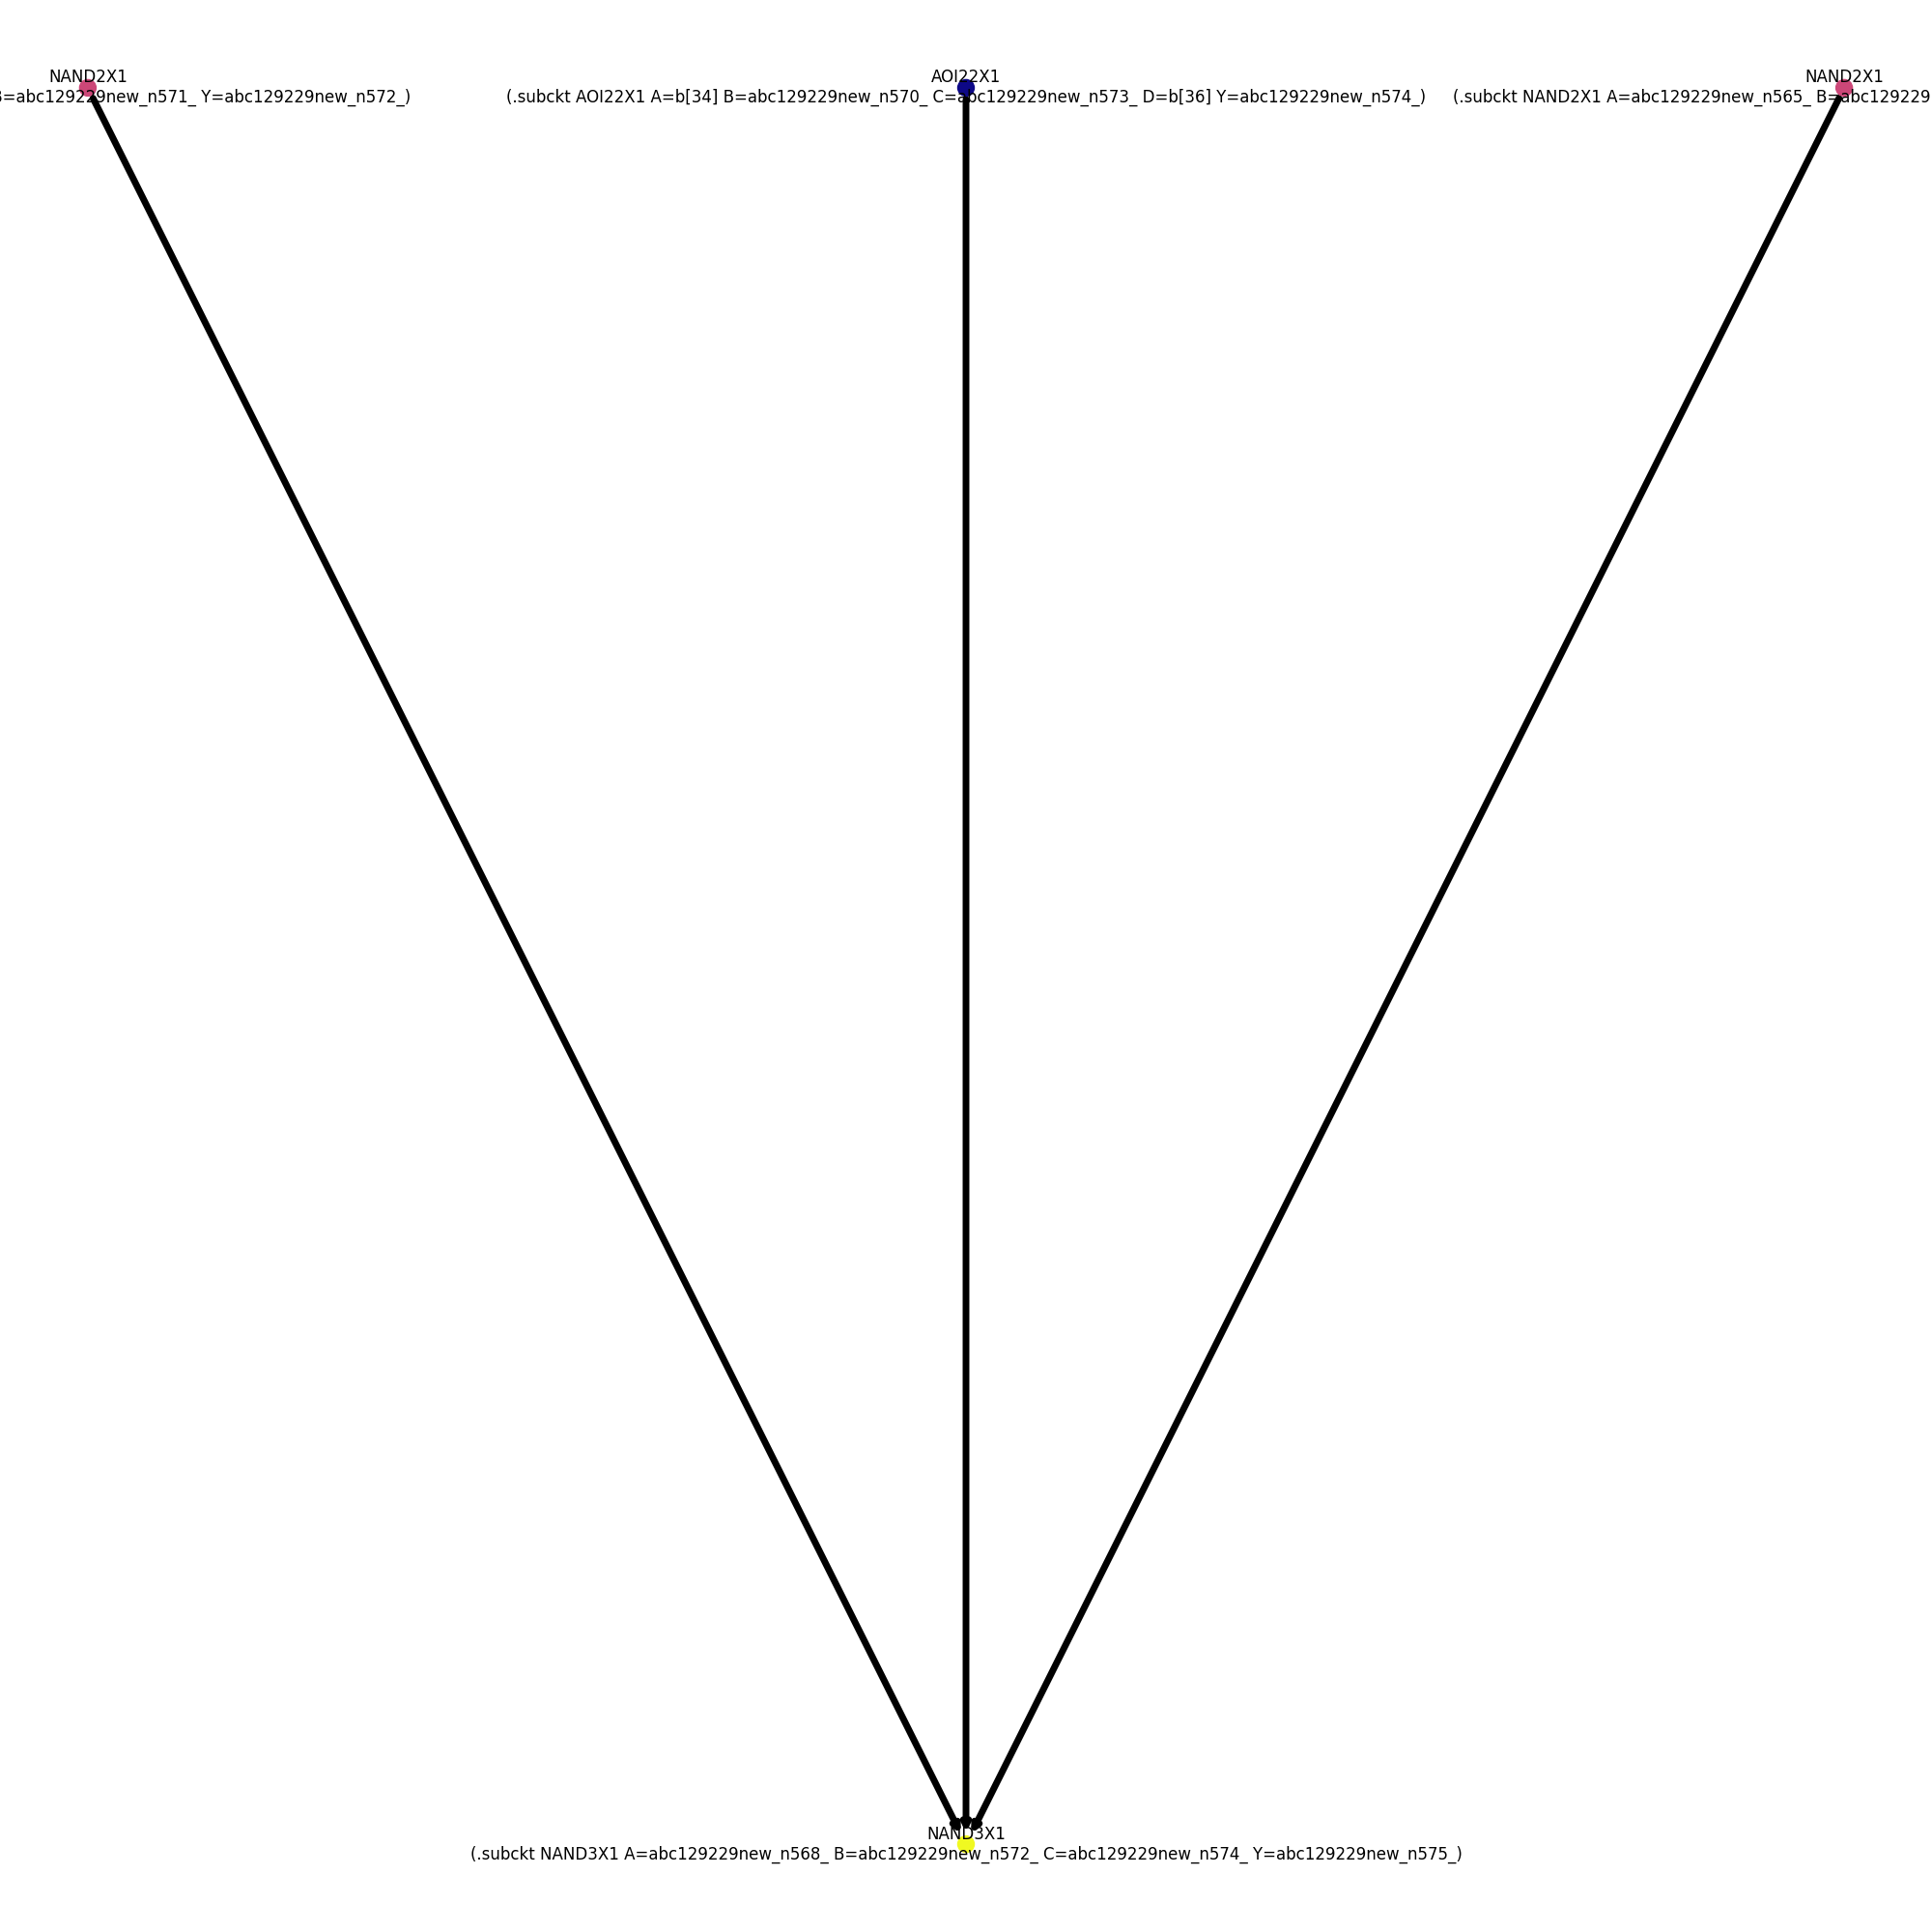 NAND2X1
=abc129229new_n571_ Y=abc129229new_n572_)
AOI22X1
(.subckt AOI22X1 A=b[34] B=abc129229new_n570_ C=abc129229new_n573_ D=b[36] Y=abc129229new_n574_)
NAND2X1
(.subckt NAND2X1 A=abc129229new_n565_ B=abc129229
NAND3X1
(.subckt NAND3X1 A=abc129229new_n568_ B=abc129229new_n572_ C=abc129229new_n574_ Y=abc129229new_n575_)